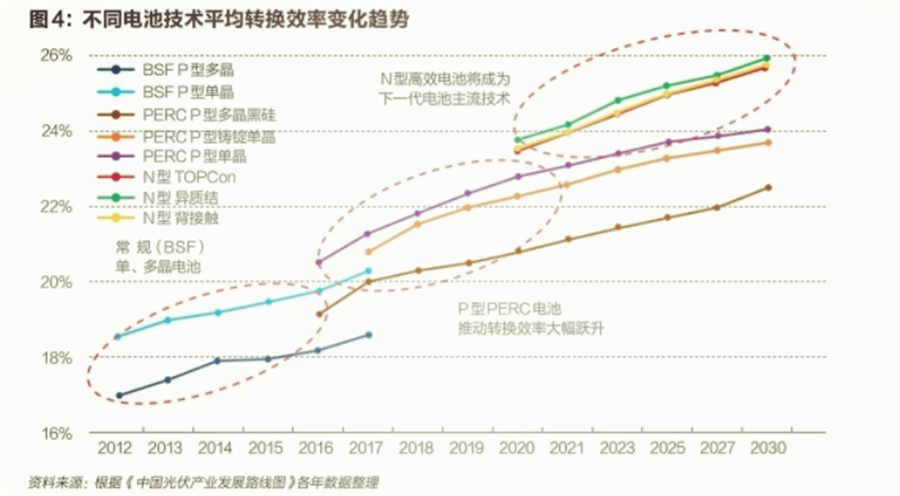 图4：不同电池技术平均转换效率变化趋势
26%
24%
22%
20%
18%
16%
BSF P型多晶
BSF P型单晶
PERC P型多晶黑硅
PERC P型铸锭单晶
PERC P型单晶
N型 TOPCon
N型 异质结
N型 背接触
N型高效电池将成为
下一代电池主流技术
常 规（BSF）
单、多晶电池
P型PERC电池
推动转换效率大幅跃升
2012 2013 2014 2015 2016 2017 2018 2019 2020 2021 2023 2025 2027 2030
资料来源：根据《中国光伏产业发展路线图》各年数据整理